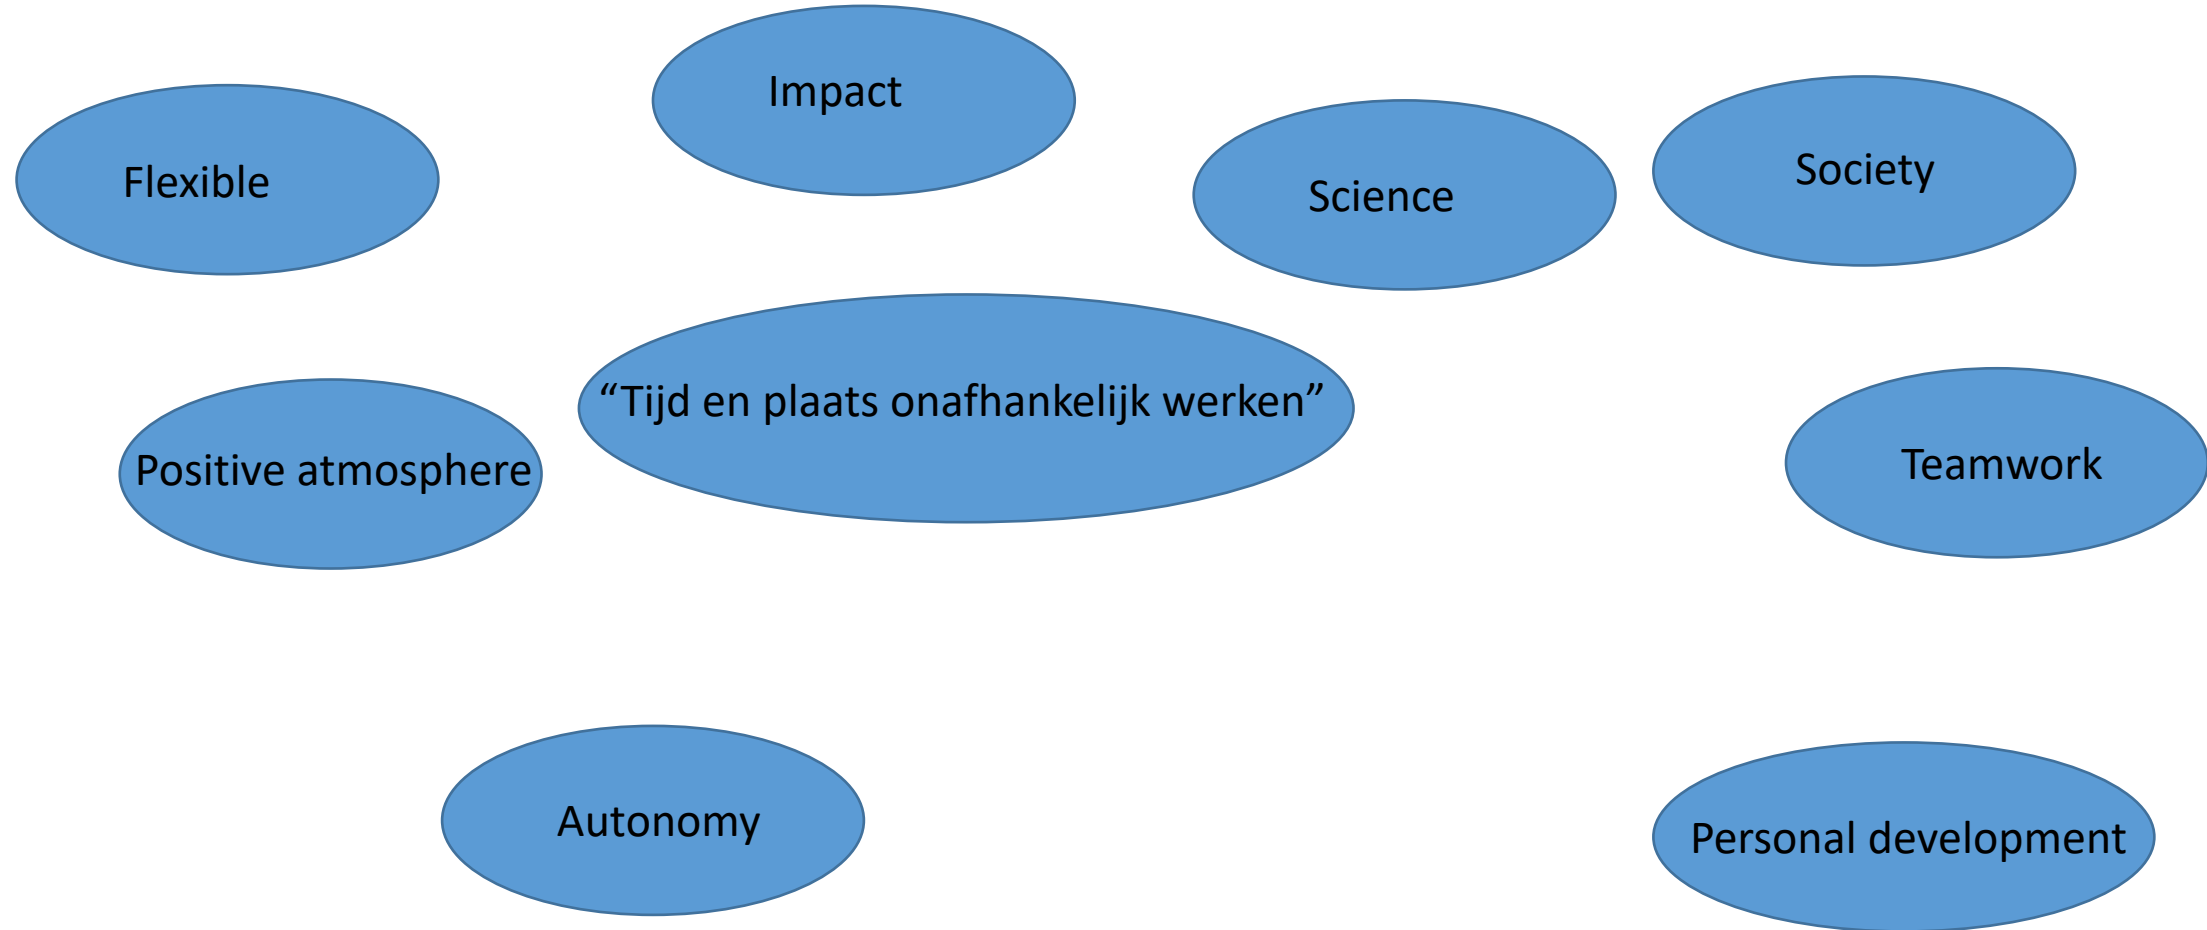 Impact
Flexible
Science
Society
“Tijd en plaats onafhankelijk werken”
Positive atmosphere
Teamwork
Autonomy
Personal development